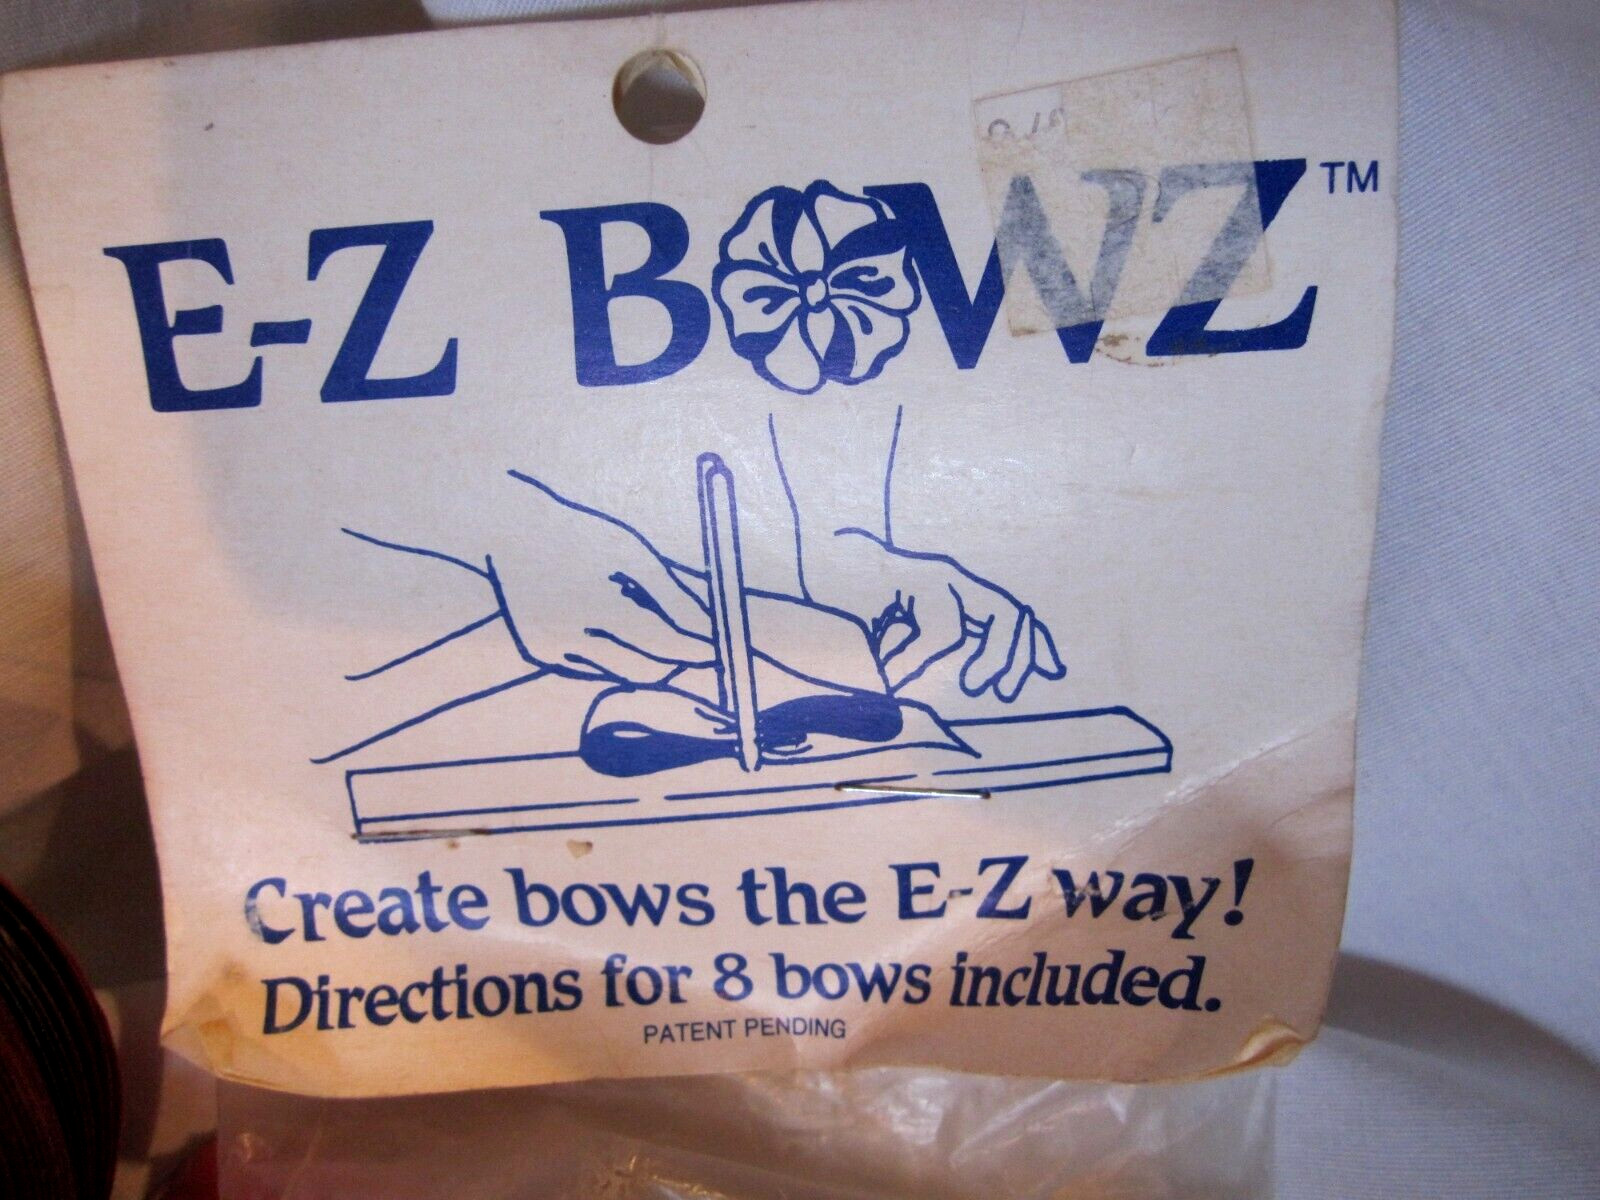 E-Z BOWZ™
Create bows the E-Z way!
Directions for 8 bows included.
PATENT PENDING